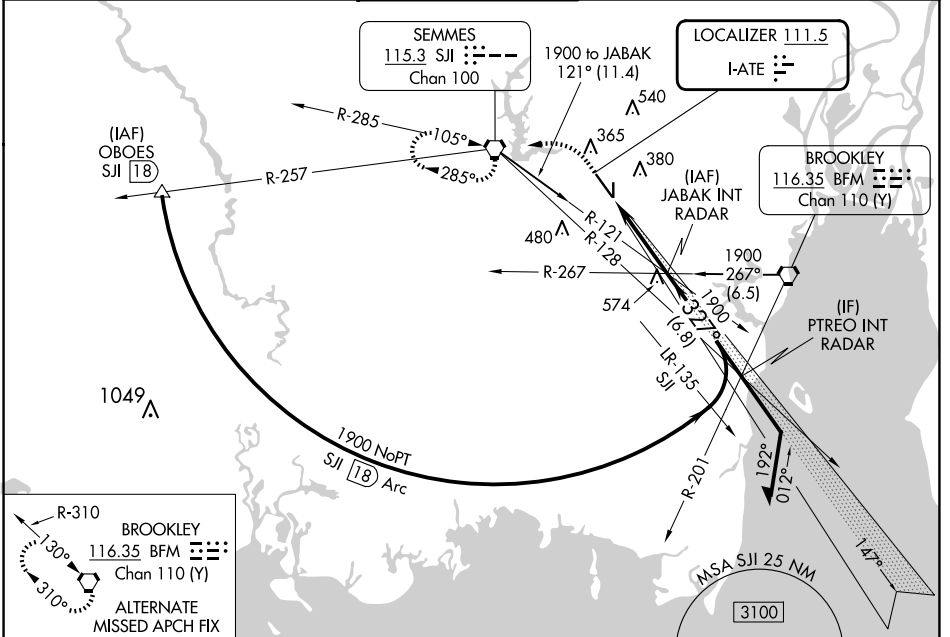 SEMMES
115.3 SJI
Chan 100
1900 to JABAK
121° (11.4)
LOCALIZER 111.5
I-ATE
540
365
380
R-285
105°
285°
(IAF)
OBOES
SJI 18
R-257
BROOKLEY
116.35 BFM
Chan 110 (Y)
(IAF)
JABAK INT
RADAR
R-121
R-128
480
R-267
1900
267°
(6.5)
574
1900
327°
(6.8)
(IF)
PTREO INT
RADAR
LR-135
SJI
1049
1900 NoPT
SJI 18 Arc
R-201
192°
012°
147°
R-310
130°
310°
BROOKLEY
116.35 BFM
Chan 110 (Y)
ALTERNATE
MISSED APCH FIX
MSA SJI 25 NM
3100